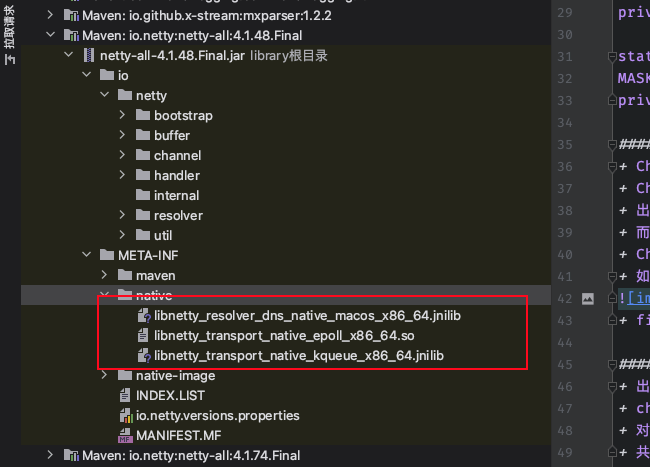 拉取请求
Maven: io.github.x-stream:mxparser:1.2.2
Maven: io.netty:netty-all:4.1.48.Final
netty-all-4.1.48.Final.jar library根目录
io
netty
bootstrap
buffer
channel
handler
internal
resolver
util
META-INF
maven
native
libnetty_resolver_dns_native_macos_x86_64.jnilib
libnetty_transport_native_epoll_x86_64.so
libnetty_transport_native_kqueue_x86_64.jnilib
native-image
INDEX.LIST
io.netty.versions.properties
MANIFEST.MF
Maven: io.netty:netty-all:4.1.74.Final
29 priv
30
31 stat
32 MASK
33 priv
34
35 ####
36 + Ch
37 + Ch
38 + 出
39 + 而
40 + Ch
41 + 如
42 ![im
43 + fi
44
45 ####
46 + 出
47 + ch
48 + 对
49 + 共